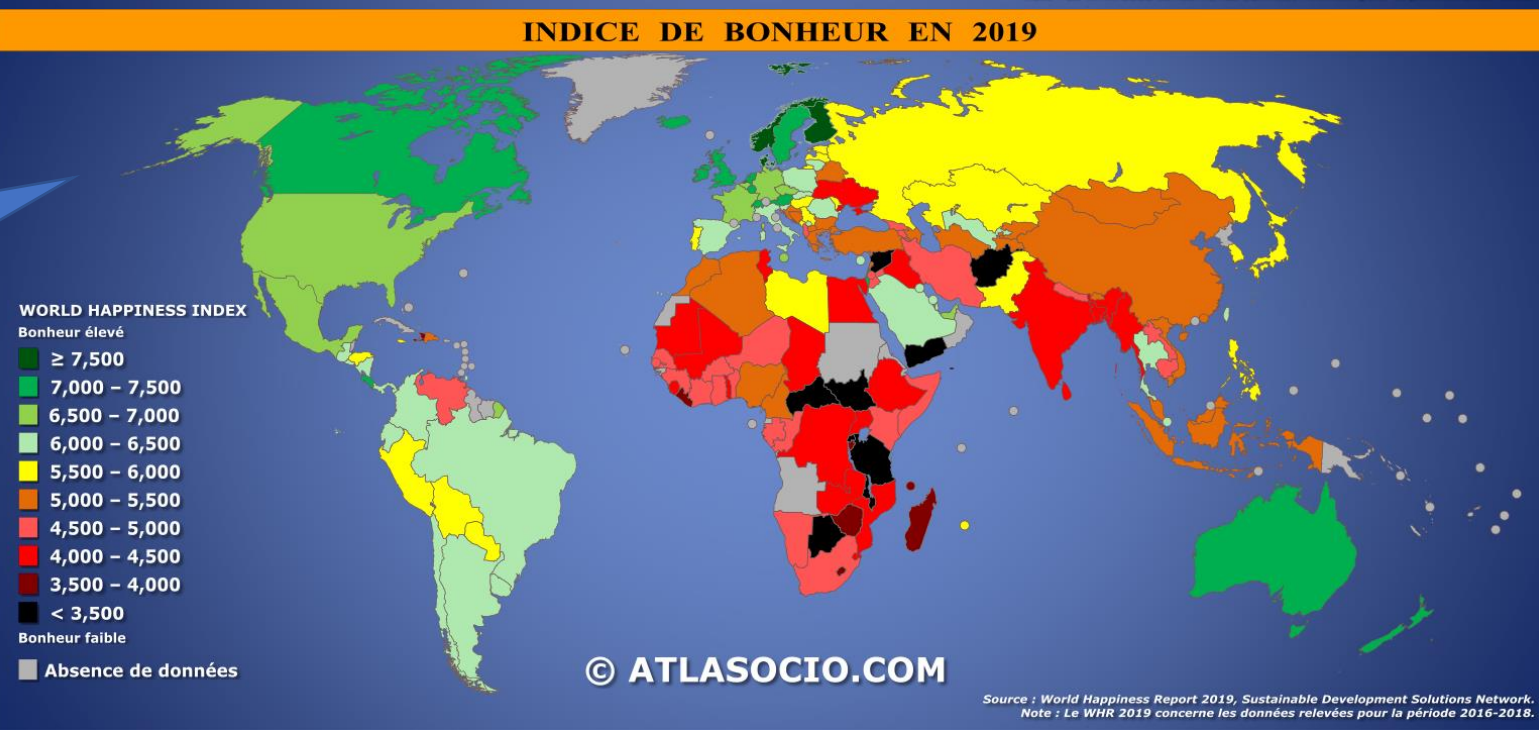 INDICE DE BONHEUR EN 2019
WORLD HAPPINESS INDEX
Bonheur élevé
≥ 7,500
7,000 – 7,500
6,500 – 7,000
6,000 – 6,500
5,500 – 6,000
5,000 – 5,500
4,500 – 5,000
4,000 – 4,500
3,500 – 4,000
< 3,500
Bonheur faible
Absence de données
© ATLASOCIO.COM
Source : World Happiness Report 2019, Sustainable Development Solutions Network.
Note : Le WHR 2019 concerne les données relevées pour la période 2016-2018.